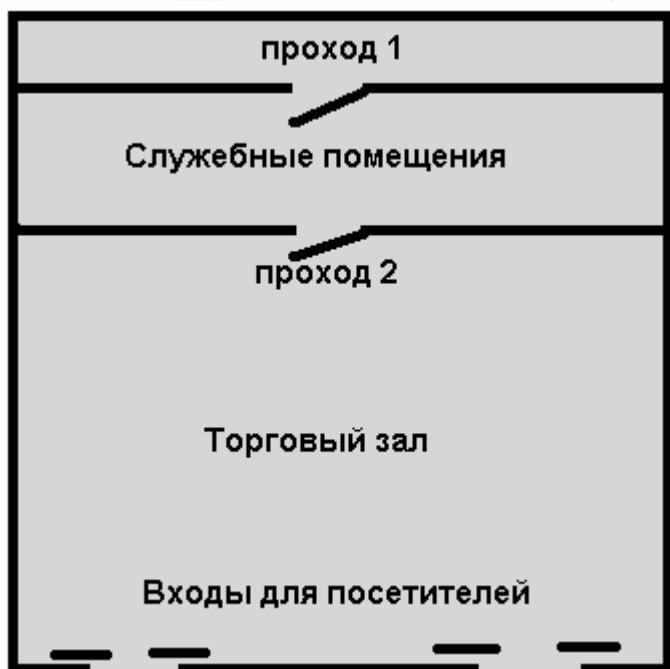 проход 1
Служебные помещения
проход 2
Торговый зал
Входы для посетителей